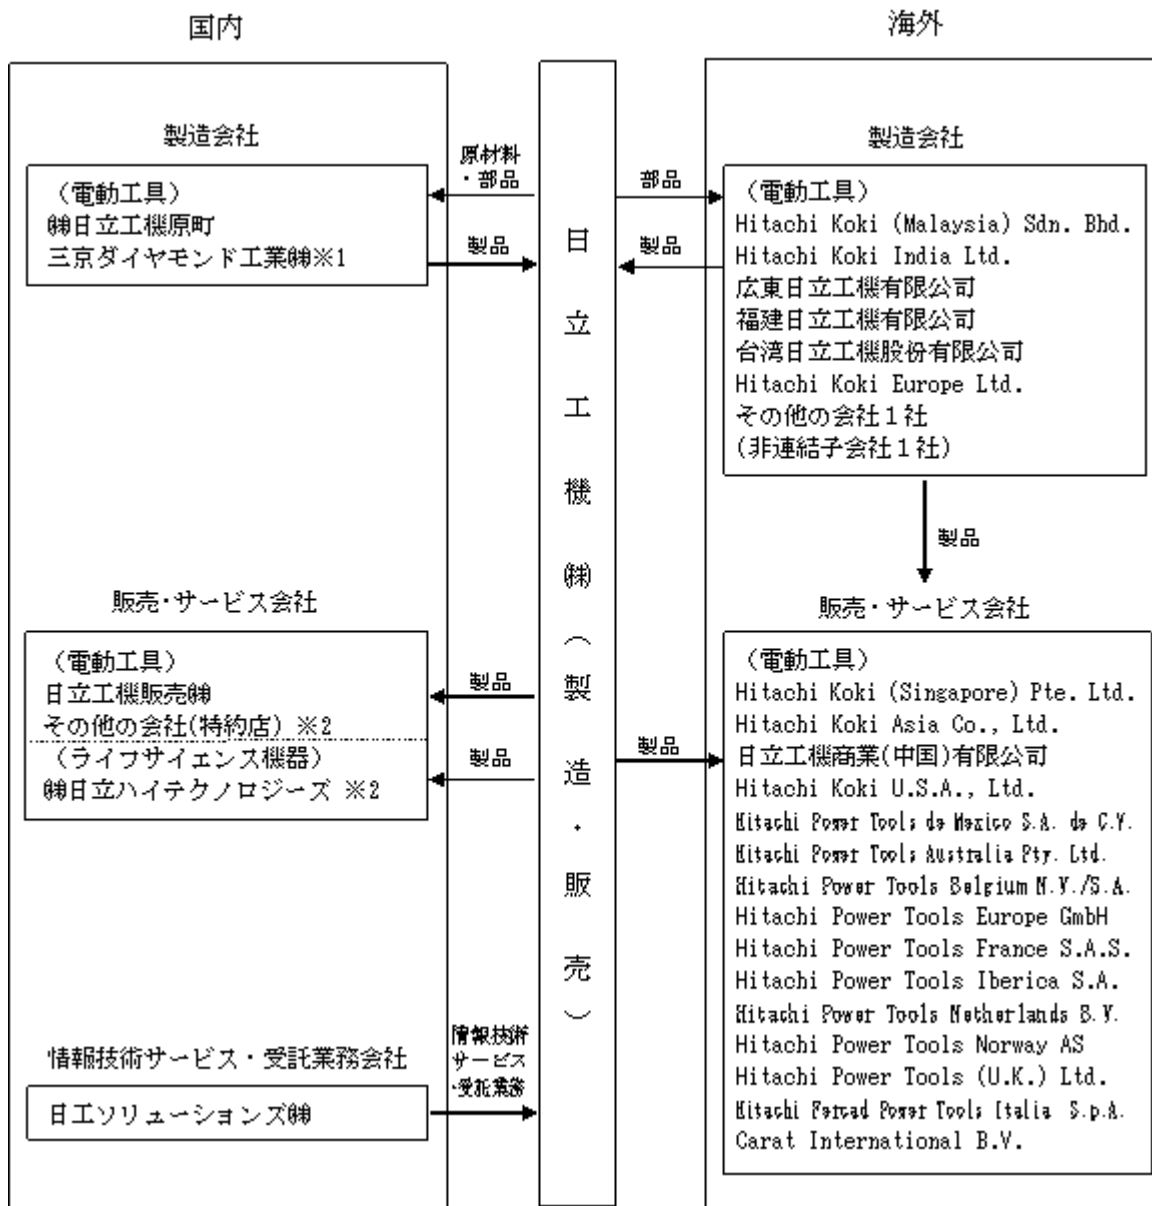 国内
製造会社
（電動工具）
㈱日立工機原町
三京ダイヤモンド工業㈱※1
販売・サービス会社
（電動工具）
日立工機販売㈱
その他の会社(特約店) ※2
（ライフサイエンス機器）
㈱日立ハイテクノロジーズ ※2
情報技術サービス・受託業務会社
日工ソリューションズ㈱
原材料
・部品
製品
製品
製品
情報技術
サービス
・受託業務
日立工機㈱（製造・販売）
部品
製品
製品
海外
製造会社
（電動工具）
Hitachi Koki (Malaysia) Sdn. Bhd.
Hitachi Koki India Ltd.
広東日立工機有限公司
福建日立工機有限公司
台湾日立工機股份有限公司
Hitachi Koki Europe Ltd.
その他の会社１社
(非連結子会社１社)
製品
販売・サービス会社
（電動工具）
Hitachi Koki (Singapore) Pte. Ltd.
Hitachi Koki Asia Co., Ltd.
日立工機商業(中国)有限公司
Hitachi Koki U.S.A., Ltd.
Hitachi Power Tools de Mexico S.A. de C.V.
Hitachi Power Tools Australia Pty. Ltd.
Hitachi Power Tools Belgium N.V./S.A.
Hitachi Power Tools Europe GmbH
Hitachi Power Tools France S.A.S.
Hitachi Power Tools Iberica S.A.
Hitachi Power Tools Netherlands B.V.
Hitachi Power Tools Norway AS
Hitachi Power Tools (U.K.) Ltd.
Hitachi Fercad Power Tools Italia S.p.A.
Carat International B.V.